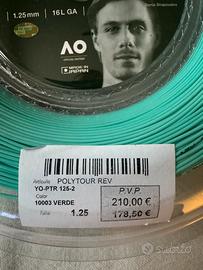 1.25mm 16L GA
AO
MADE IN
JAPAN
Articulo POLYTOUR REV
YO-PTR 125-2
Color
10003 VERDE
Talla 1.25
P.V.P.
210,00 €
178,50 €
subito